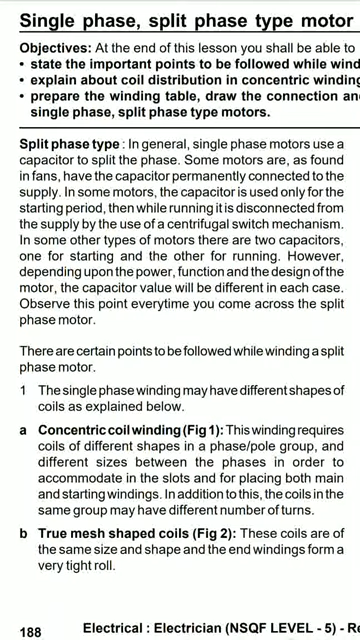 Single phase, split phase type motor
Objectives: At the end of this lesson you shall be able to
• state the important points to be followed while wind
• explain about coil distribution in concentric winding
• prepare the winding table, draw the connection an
single phase, split phase type motors.
Split phase type : In general, single phase motors use a
capacitor to split the phase. Some motors are, as found
in fans, have the capacitor permanently connected to the
supply. In some motors, the capacitor is used only for the
starting period, then while running it is disconnected from
the supply by the use of a centrifugal switch mechanism.
In some other types of motors there are two capacitors,
one for starting and the other for running. However,
depending upon the power, function and the design of the
motor, the capacitor value will be different in each case.
Observe this point everytime you come across the split
phase motor.
There are certain points to be followed while winding a split
phase motor.
1 The single phase winding may have different shapes of
coils as explained below.
a Concentric coil winding (Fig 1): This winding requires
coils of different shapes in a phase/pole group, and
different sizes between the phases in order to
accommodate in the slots and for placing both main
and starting windings. In addition to this, the coils in the
same group may have different number of turns.
b True mesh shaped coils (Fig 2): These coils are of
the same size and shape and the end windings form a
very tight roll.
188 Electrical : Electrician (NSQF LEVEL - 5) - Re